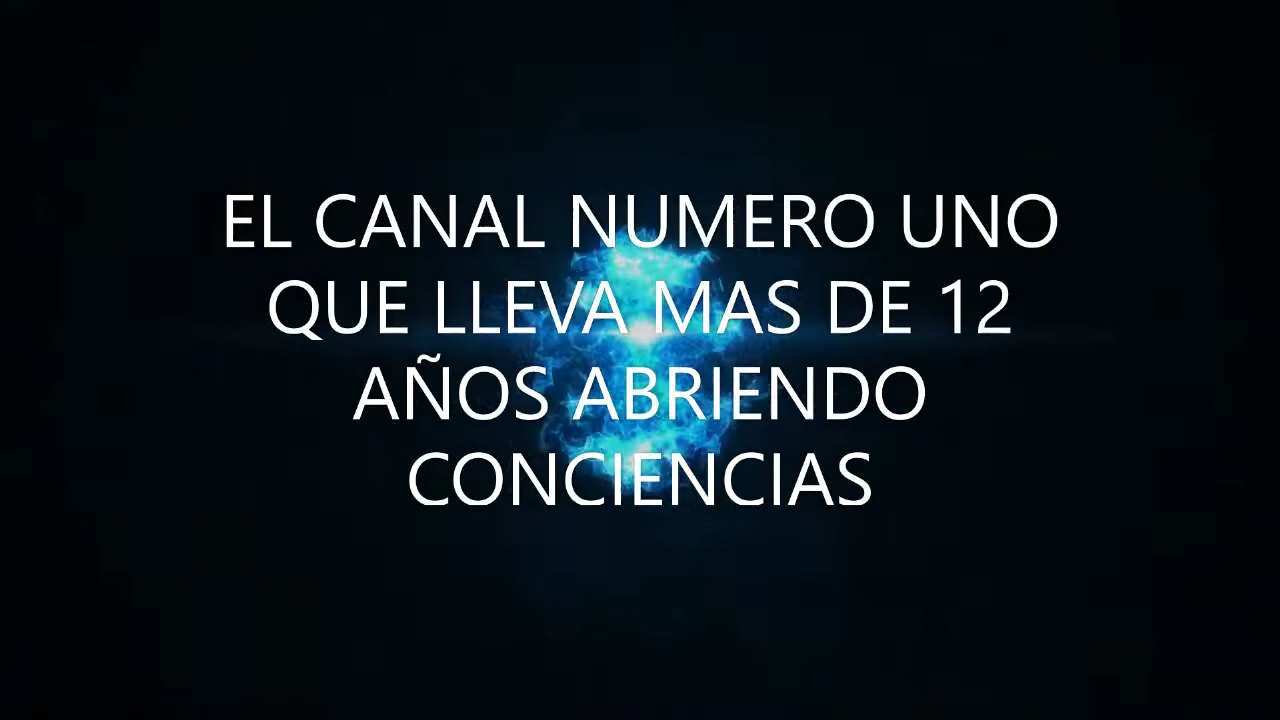 EL CANAL NUMERO UNO
QUE LLEVA MAS DE 12
AÑOS ABRIENDO
CONCIENCIAS